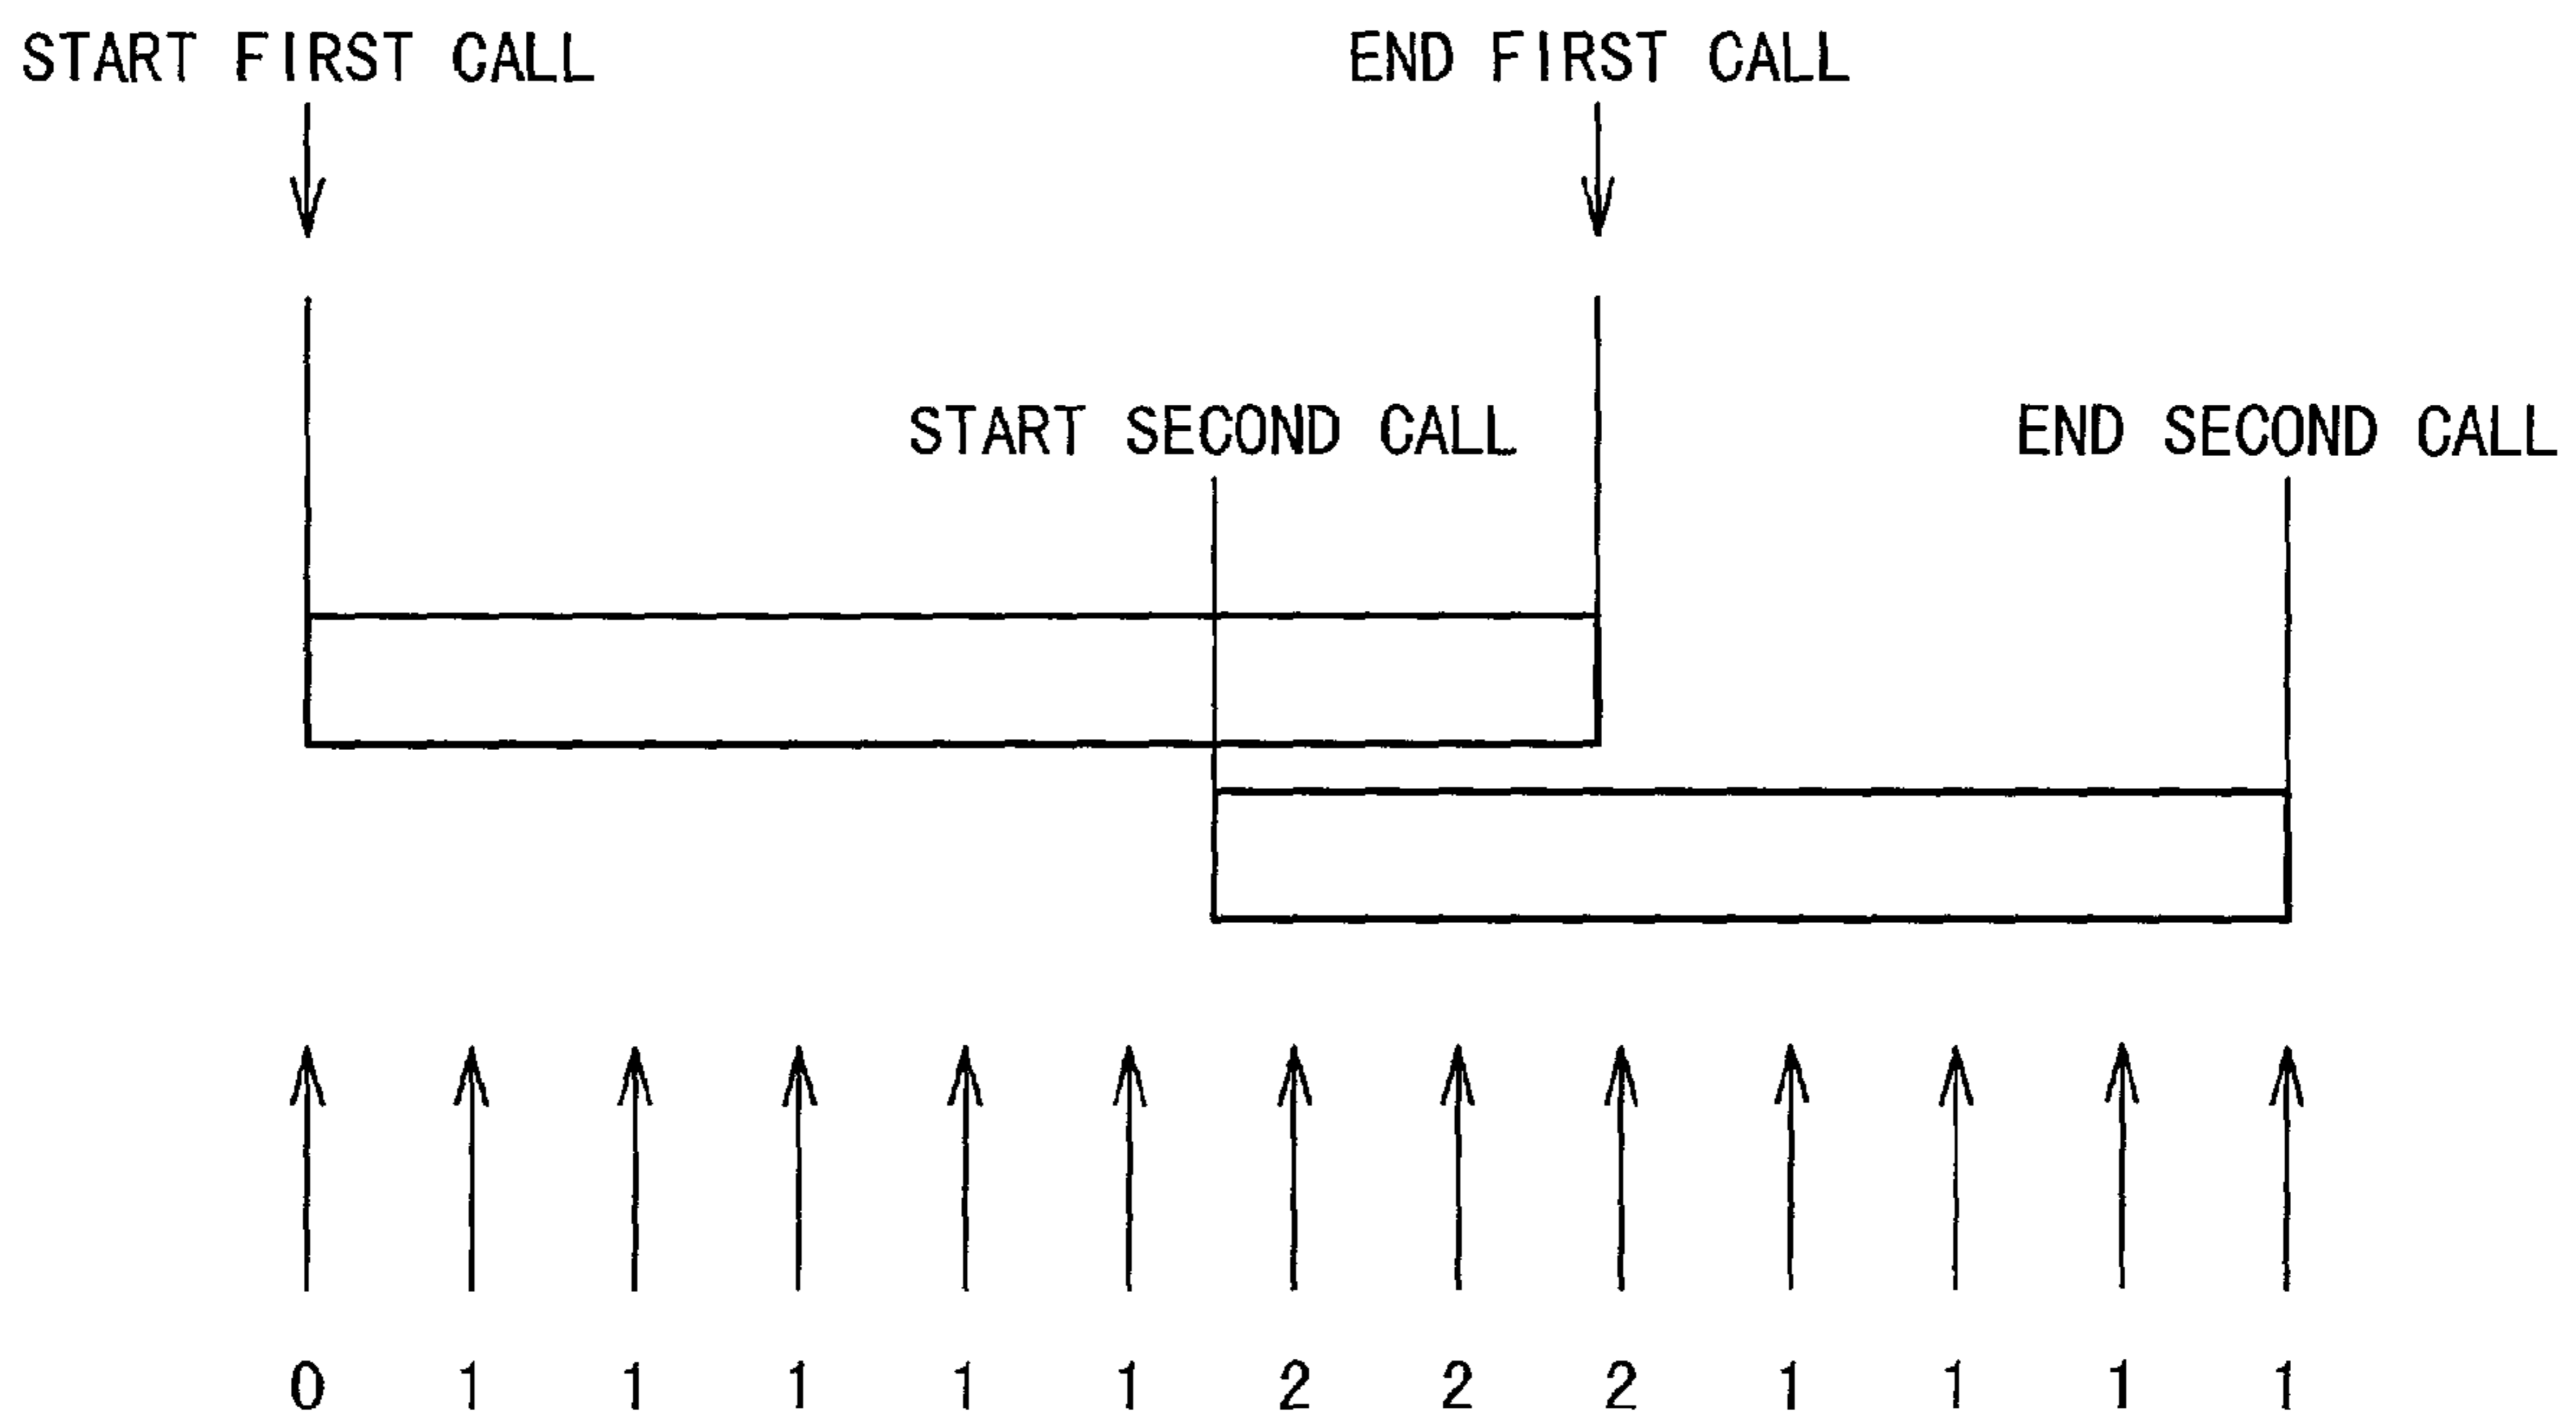 START FIRST CALL
END FIRST CALL
START SECOND CALL
END SECOND CALL
0 1 1 1 1 1 2 2 2 1 1 1 1